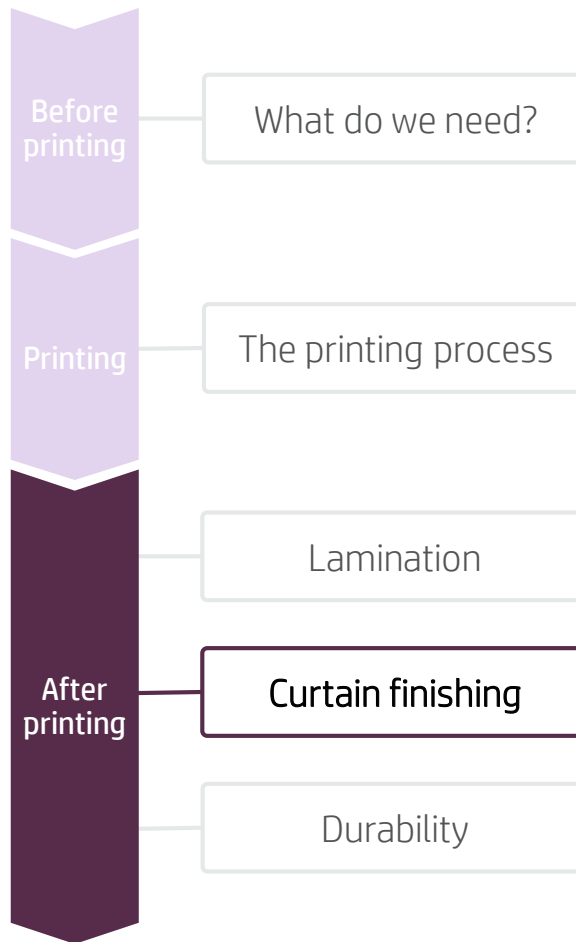 Before
printing
What do we need?
Printing
The printing process
Lamination
After
printing
Curtain finishing
Durability